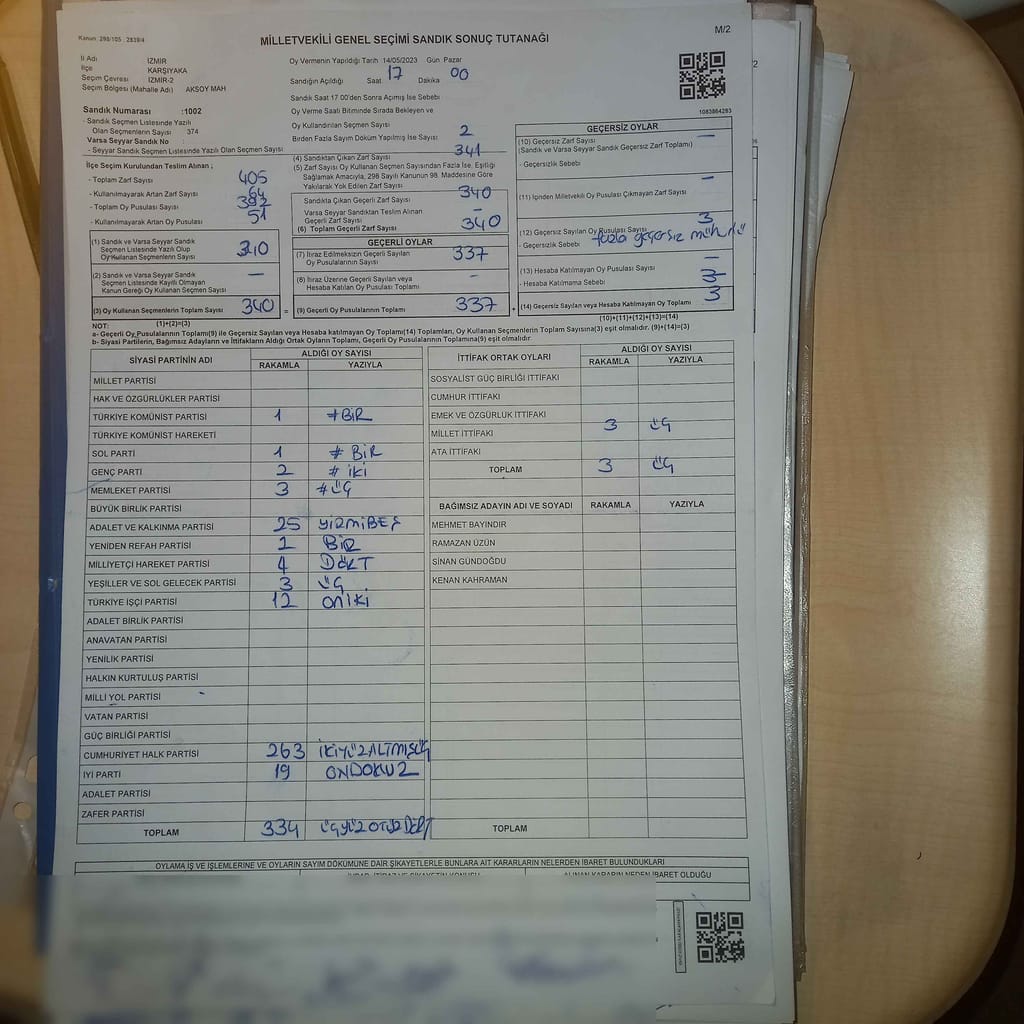 Kanun: 298/105 2839/4
M/2
MİLLETVEKİLİ GENEL SEÇİMİ SANDIK SONUÇ TUTANAĞI
İl Adı İZMİR
İlçe KARŞIYAKA
Seçim Çevresi İZMİR-2
Seçim Bölgesi (Mahalle Adı) AKSOY MAH
Sandık Numarası :1002
- Sandık Seçmen Listesinde Yazılı
Olan Seçmenlerin Sayısı 374
Varsa Seyyar Sandık No
- Seyyar Sandık Seçmen Listesinde Yazılı Olan Seçmen Sayısı
İlçe Seçim Kurulundan Teslim Alınan ;
- Toplam Zarf Sayısı 405
- Kullanılmayarak Artan Zarf Sayısı 64
- Toplam Oy Pusulası Sayısı
- Kullanılmayarak Artan Oy Pusulası 51
(1) Sandık ve Varsa Seyyar Sandık
Seçmen Listesinde Yazılı Olup
Oy Kullanan Seçmenlerin Sayısı 340
(2) Sandık ve Varsa Seyyar Sandık
Seçmen Listesinde Kayıtlı Olmayan
Kanun Gereği Oy Kullanan Seçmen Sayısı —
(3) Oy Kullanan Seçmenlerin Toplam Sayısı 340 =
(1)+(2)=(3)
Oy Vermenin Yapıldığı Tarih 14/05/2023 Gün Pazar
Sandığın Açıldığı Saat 17 Dakika 00
Sandık Saat 17 00'den Sonra Açımış İse Sebebi
Oy Verme Saati Bitiminde Sırada Bekleyen ve
Oy Kullandırılan Seçmen Sayısı 2
Birden Fazla Sayım Döküm Yapılmış İse Sayısı
(4) Sandıktan Çıkan Zarf Sayısı 341
(5) Zarf Sayısı Oy Kullanan Seçmen Sayısından Fazla İse, Eşitliği
Sağlamak Amacıyla, 298 Sayılı Kanunun 98. Maddesine Göre
Yakılarak Yok Edilen Zarf Sayısı
Sandıkta Çıkan Geçerli Zarf Sayısı 340
Varsa Seyyar Sandıktan Teslim Alınan
Geçerli Zarf Sayısı —
(6) Toplam Geçerli Zarf Sayısı 340
GEÇERLİ OYLAR
(7) İtiraz Edilmeksizin Geçerli Sayılan
Oy Pusulalarının Sayısı 337
(8) İtiraz Üzerine Geçerli Sayılan veya
Hesaba Katılan Oy Pusulası Toplamı -
(9) Geçerli Oy Pusulalarının Toplamı 337 +
1083864293
GEÇERSİZ OYLAR
(10) Geçersiz Zarf Sayısı —
(Sandık ve Varsa Seyyar Sandık Geçersiz Zarf Toplamı)
- Geçersizlik Sebebi
(11) İçinden Milletvekili Oy Pusulası Çıkmayan Zarf Sayısı —
(12) Geçersiz Sayılan Oy Pusulası Sayısı 3
- Geçersizlik Sebebi fazla geçersiz mühürlü
(13) Hesaba Katılmayan Oy Pusulası Sayısı —
- Hesaba Katılmama Sebebi 3
(14) Geçersiz Sayılan veya Hesaba Katılmayan Oy Toplamı 3
(10)+(11)+(12)+(13)=(14)
NOT:
a- Geçerli Oy Pusulalarının Toplamı(9) ile Geçersiz Sayılan veya Hesaba katılmayan Oy Toplamı(14) Toplamları, Oy Kullanan Seçmenlerin Toplam Sayısına(3) eşit olmalıdır. (9)+(14)=(3)
b- Siyasi Partilerin, Bağımsız Adayların ve İttifakların Aldığı Ortak Oyların Toplamı, Geçerli Oy Pusulalarının Toplamına(9) eşit olmalıdır.
SİYASİ PARTİNİN ADI ALDIĞI OY SAYISI
RAKAMLA YAZIYLA
MİLLET PARTİSİ
HAK VE ÖZGÜRLÜKLER PARTİSİ
TÜRKİYE KOMÜNİST PARTİSİ 1 #BİR
TÜRKİYE KOMÜNİST HAREKETİ
SOL PARTİ 1 # BİR
GENÇ PARTİ 2 # İKİ
MEMLEKET PARTİSİ 3 #ÜÇ
BÜYÜK BİRLİK PARTİSİ
ADALET VE KALKINMA PARTİSİ 25 YİRMİBEŞ
YENİDEN REFAH PARTİSİ 1 BİR
MİLLİYETÇİ HAREKET PARTİSİ 4 DÖRT
YEŞİLLER VE SOL GELECEK PARTİSİ 3 ÜÇ
TÜRKİYE İŞÇİ PARTİSİ 12 ONİKİ
ADALET BİRLİK PARTİSİ
ANAVATAN PARTİSİ
YENİLİK PARTİSİ
HALKIN KURTULUŞ PARTİSİ
MİLLİ YOL PARTİSİ
VATAN PARTİSİ
GÜÇ BİRLİĞİ PARTİSİ
CUMHURİYET HALK PARTİSİ 263 İKİYÜZALTMIŞÜÇ
İYİ PARTİ 19 ONDOKUZ
ADALET PARTİSİ
ZAFER PARTİSİ
TOPLAM 334 ÜÇYÜZOTUZDÖRT
İTTİFAK ORTAK OYLARI ALDIĞI OY SAYISI
RAKAMLA YAZIYLA
SOSYALİST GÜÇ BİRLİĞİ İTTİFAKI
CUMHUR İTTİFAKI
EMEK VE ÖZGÜRLÜK İTTİFAKI
MİLLET İTTİFAKI 3 ÜÇ
ATA İTTİFAKI
TOPLAM 3 ÜÇ
BAĞIMSIZ ADAYIN ADI VE SOYADI RAKAMLA YAZIYLA
MEHMET BAYINDIR
RAMAZAN ÜZÜN
SİNAN GÜNDOĞDU
KENAN KAHRAMAN
TOPLAM
OYLAMA İŞ VE İŞLEMLERİNE VE OYLARIN SAYIM DÖKÜMÜNE DAİR ŞİKAYETLERLE BUNLARA AİT KARARLARIN NELERDEN İBARET BULUNDUKLARI
ALINAN KARARIN NEDEN İBARET OLDUĞU